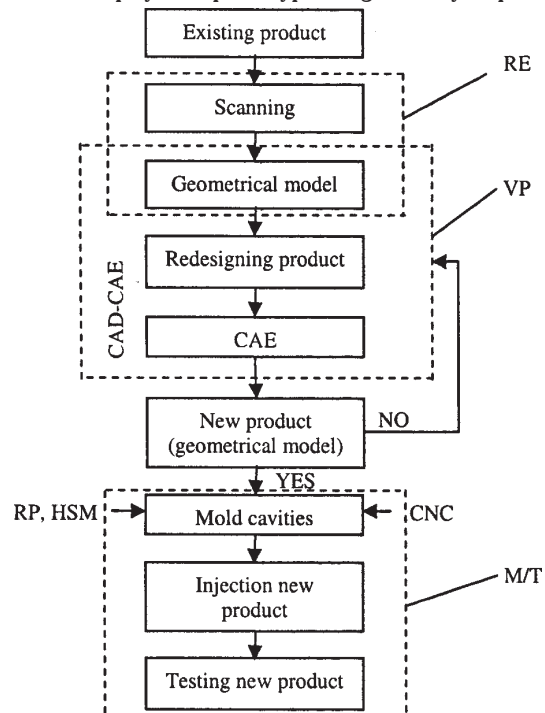 Existing product
RE
Scanning
Geometrical model
VP
Redesigning product
CAD-CAE
CAE
New product
(geometrical model)
NO
YES
RP, HSM
Mold cavities
CNC
Injection new
product
M/T
Testing new product